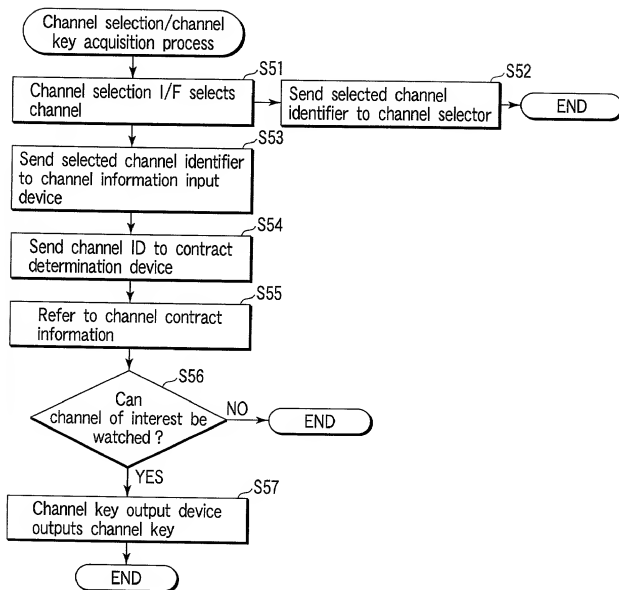 Channel selection/channel
key acquisition process
S51
Channel selection I/F selects
channel
S52
Send selected channel
identifier to channel selector
END
S53
Send selected channel identifier
to channel information input
device
S54
Send channel ID to contract
determination device
S55
Refer to channel contract
information
S56
Can
channel of interest be
watched?
NO
END
YES
S57
Channel key output device
outputs channel key
END